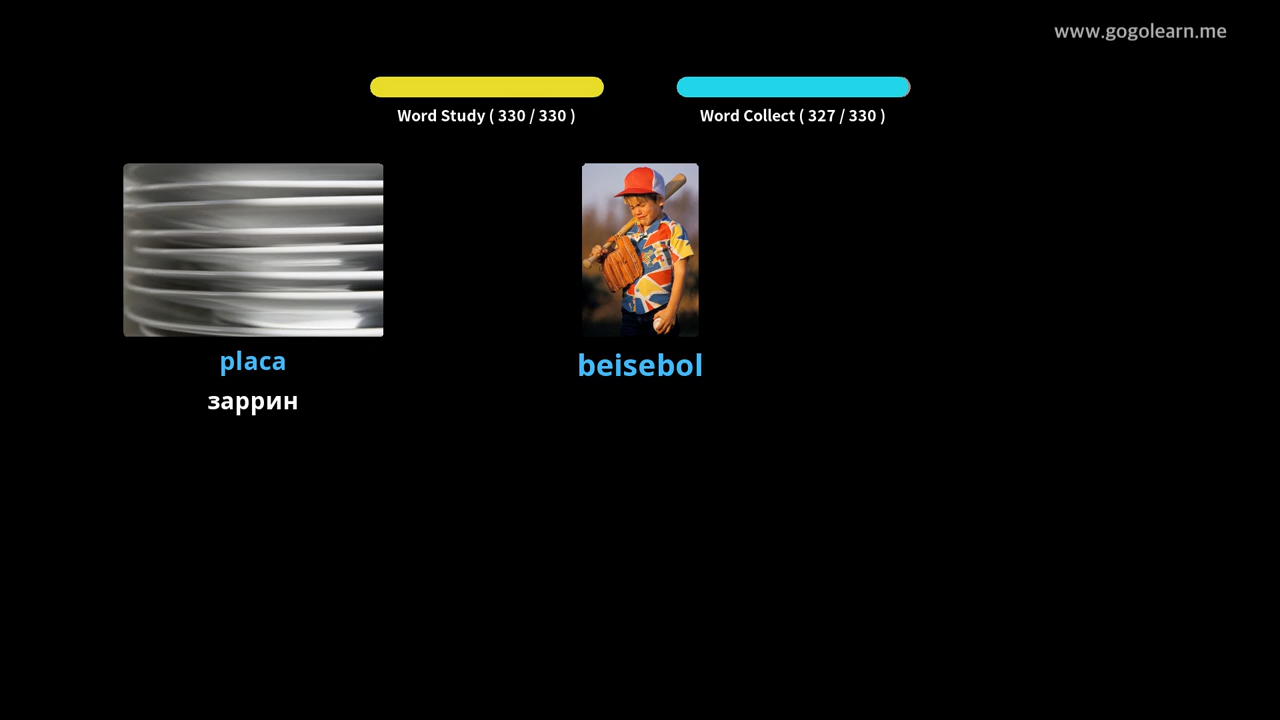 www.gogolearn.me
Word Study ( 330 / 330 )
Word Collect ( 327 / 330 )
placa
заррин
beisebol